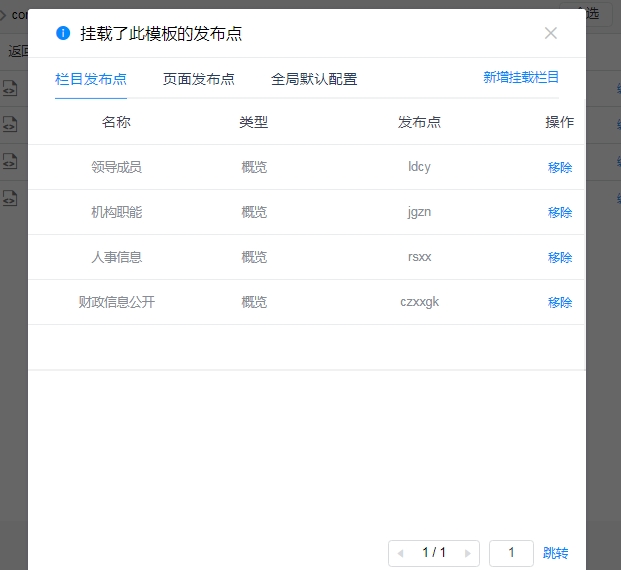 挂载了此模板的发布点
返回
栏目发布点 页面发布点 全局默认配置 新增挂载栏目
名称 类型 发布点 操作
领导成员 概览 ldcy 移除
机构职能 概览 jgzn 移除
人事信息 概览 rsxx 移除
财政信息公开 概览 czxxgk 移除
1 / 1 1 跳转